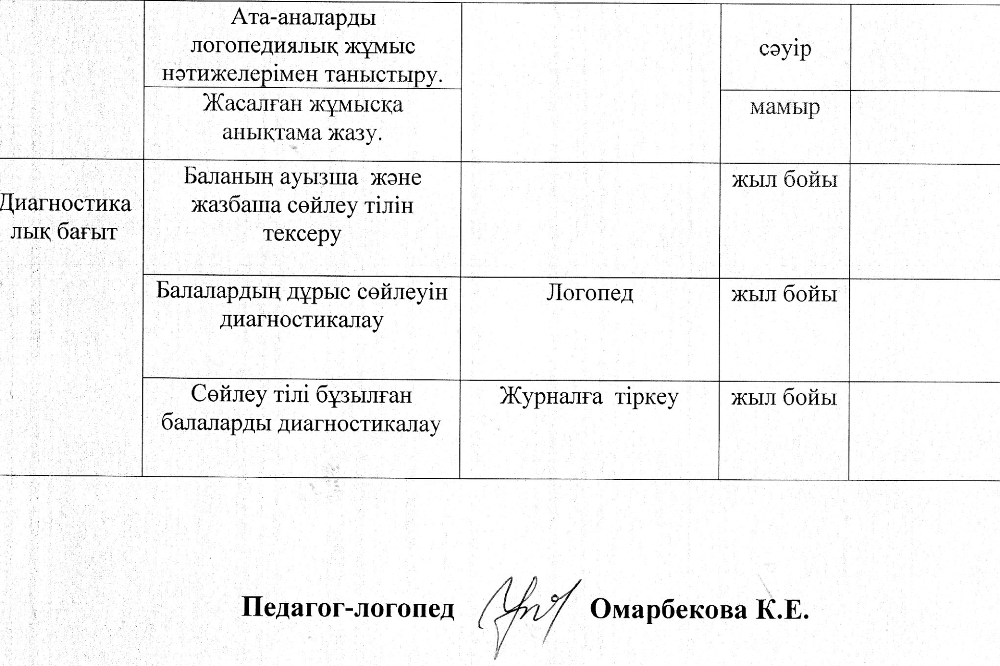 Ата-аналарды
логопедиялық жұмыс
нәтижелерімен таныстыру.
сәуір
Жасалған жұмысқа
анықтама жазу.
мамыр
Диагностика
лық бағыт
Баланың ауызша және
жазбаша сөйлеу тілін
тексеру
жыл бойы
Балалардың дұрыс сөйлеуін
диагностикалау
Логопед
жыл бойы
Сөйлеу тілі бұзылған
балаларды диагностикалау
Журналға тіркеу
жыл бойы
Педагог-логопед Омарбекова К.Е.